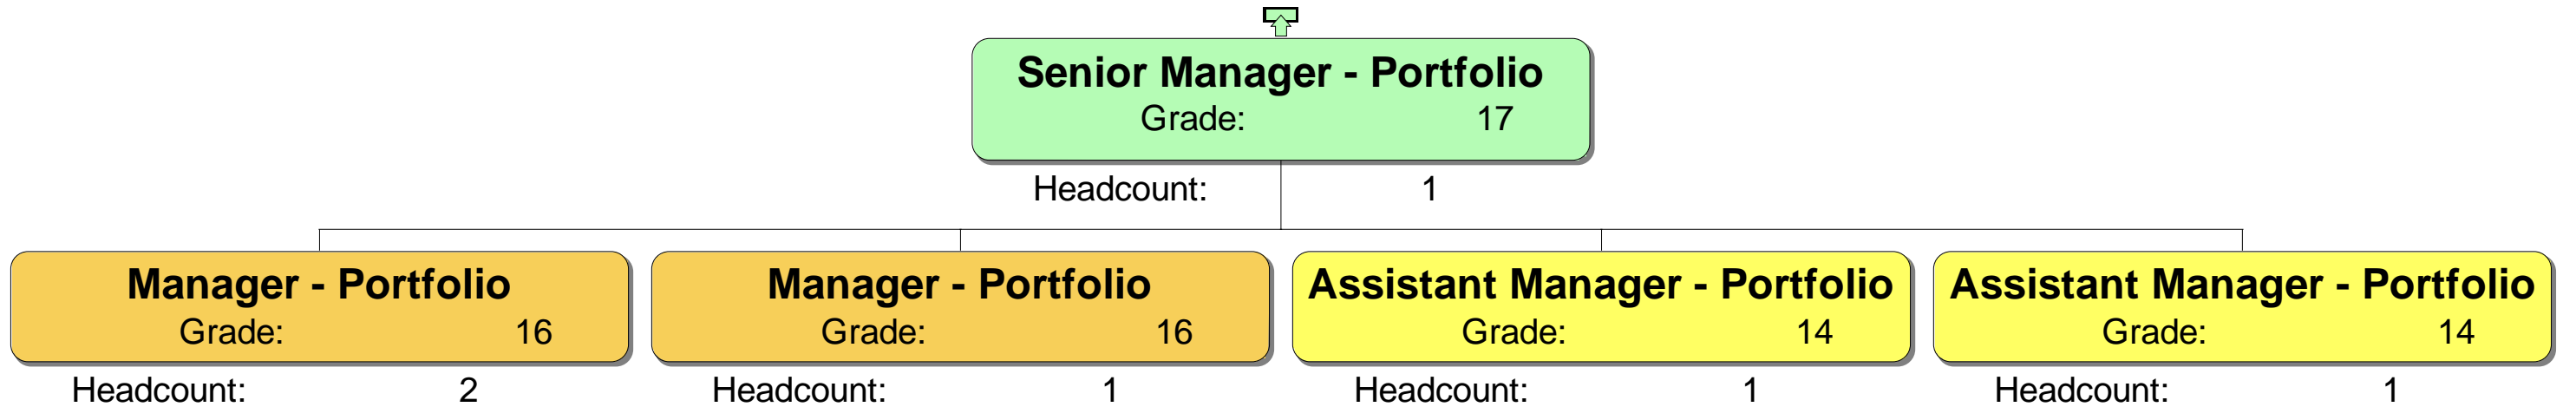 Senior Manager - Portfolio
Grade: 17
Headcount: 1
Manager - Portfolio
Grade: 16
Headcount: 2
Manager - Portfolio
Grade: 16
Headcount: 1
Assistant Manager - Portfolio
Grade: 14
Headcount: 1
Assistant Manager - Portfolio
Grade: 14
Headcount: 1